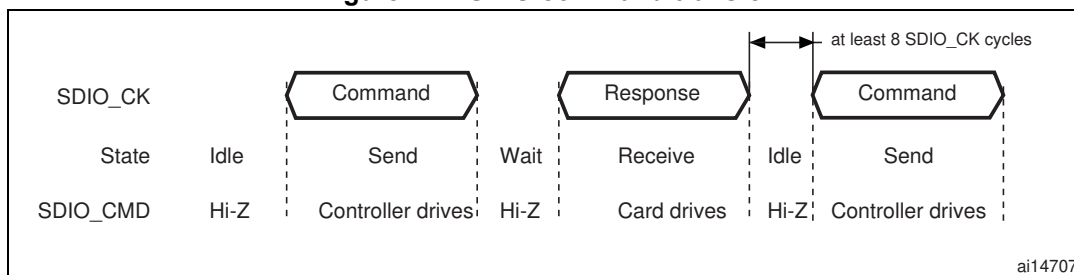 at least 8 SDIO_CK cycles
SDIO_CK Command Response Command
State Idle Send Wait Receive Idle Send
SDIO_CMD Hi-Z Controller drives Hi-Z Card drives Hi-Z Controller drives
ai14707